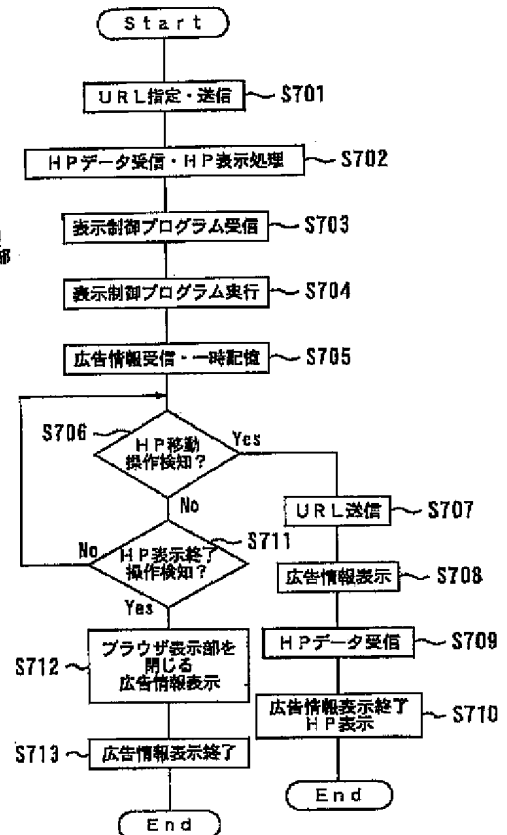 Start
URL指定・送信 S701
HPデータ受信・HP表示処理 S702
部
表示制御プログラム受信 S703
表示制御プログラム実行 S704
広告情報受信・一時記憶 S705
S706
HP移動
操作検知?
Yes
No
URL送信 S707
S711
No
HP表示終了
操作検知?
広告情報表示 S708
Yes
HPデータ受信 S709
S712
ブラウザ表示部を
閉じる
広告情報表示
広告情報表示終了
HP表示
S710
S713 広告情報表示終了
End
End